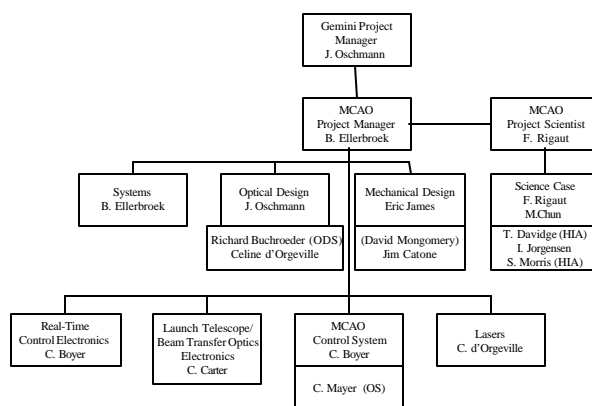 Gemini Project
Manager
J. Oschmann
MCAO
Project Manager
B. Ellerbroek
MCAO
Project Scientist
F. Rigaut
Systems
B. Ellerbroek
Optical Design
J. Oschmann
Richard Buchroeder (ODS)
Celine d'Orgeville
Mechanical Design
Eric James
(David Mongomery)
Jim Catone
Science Case
F. Rigaut
M.Chun
T. Davidge (HIA)
I. Jorgensen
S. Morris (HIA)
Real-Time
Control Electronics
C. Boyer
Launch Telescope/
Beam Transfer Optics
Electronics
C. Carter
MCAO
Control System
C. Boyer
C. Mayer (OS)
Lasers
C. d'Orgeville